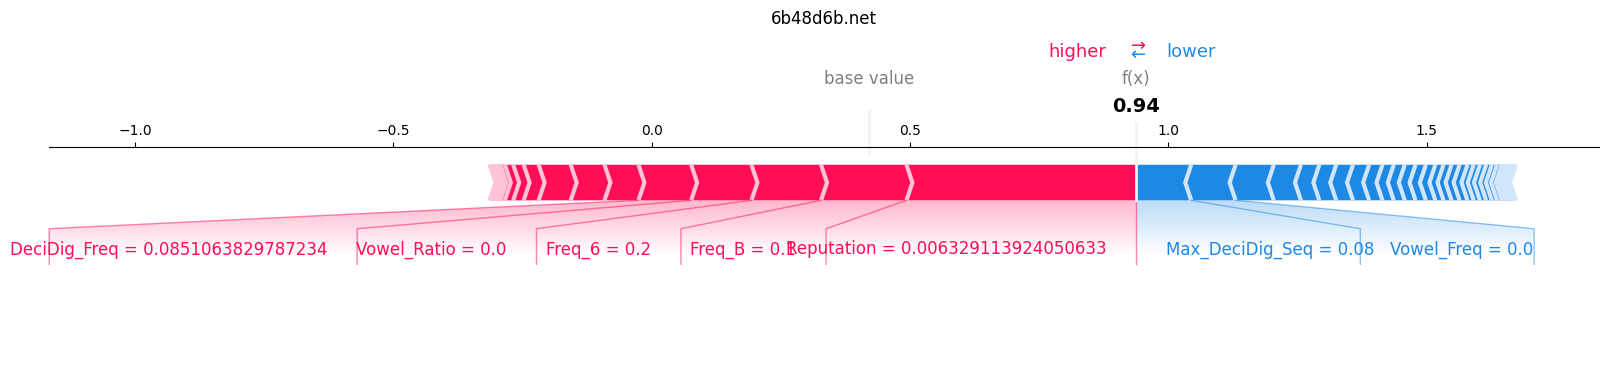 6b48d6b.net
higher ⇄ lower
base value f(x)
0.94
−1.0 −0.5 0.0 0.5 1.0 1.5
DeciDig_Freq = 0.0851063829787234 Vowel_Ratio = 0.0 Freq_6 = 0.2 Freq_B = 0.1 Reputation = 0.006329113924050633 Max_DeciDig_Seq = 0.08 Vowel_Freq = 0.0